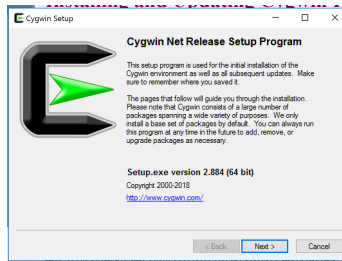 Installing and Updating Cygwin
Cygwin Setup
Cygwin Net Release Setup Program
This setup program is used for the initial installation of the
Cygwin environment as well as all subsequent updates. Make
sure to remember where you saved it.
The pages that follow will guide you through the installation.
Please note that Cygwin consists of a large number of
packages spanning a wide variety of purposes. We only
install a base set of packages by default. You can always run
this program at any time in the future to add, remove, or
upgrade packages as necessary.
Setup.exe version 2.884 (64 bit)
Copyright 2000-2018
http://www.cygwin.com/
< Back
Next >
Cancel